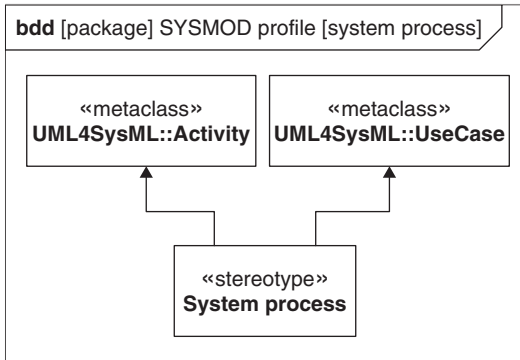 bdd [package] SYSMOD profile [system process]
«metaclass»
UML4SysML::Activity
«metaclass»
UML4SysML::UseCase
«stereotype»
System process